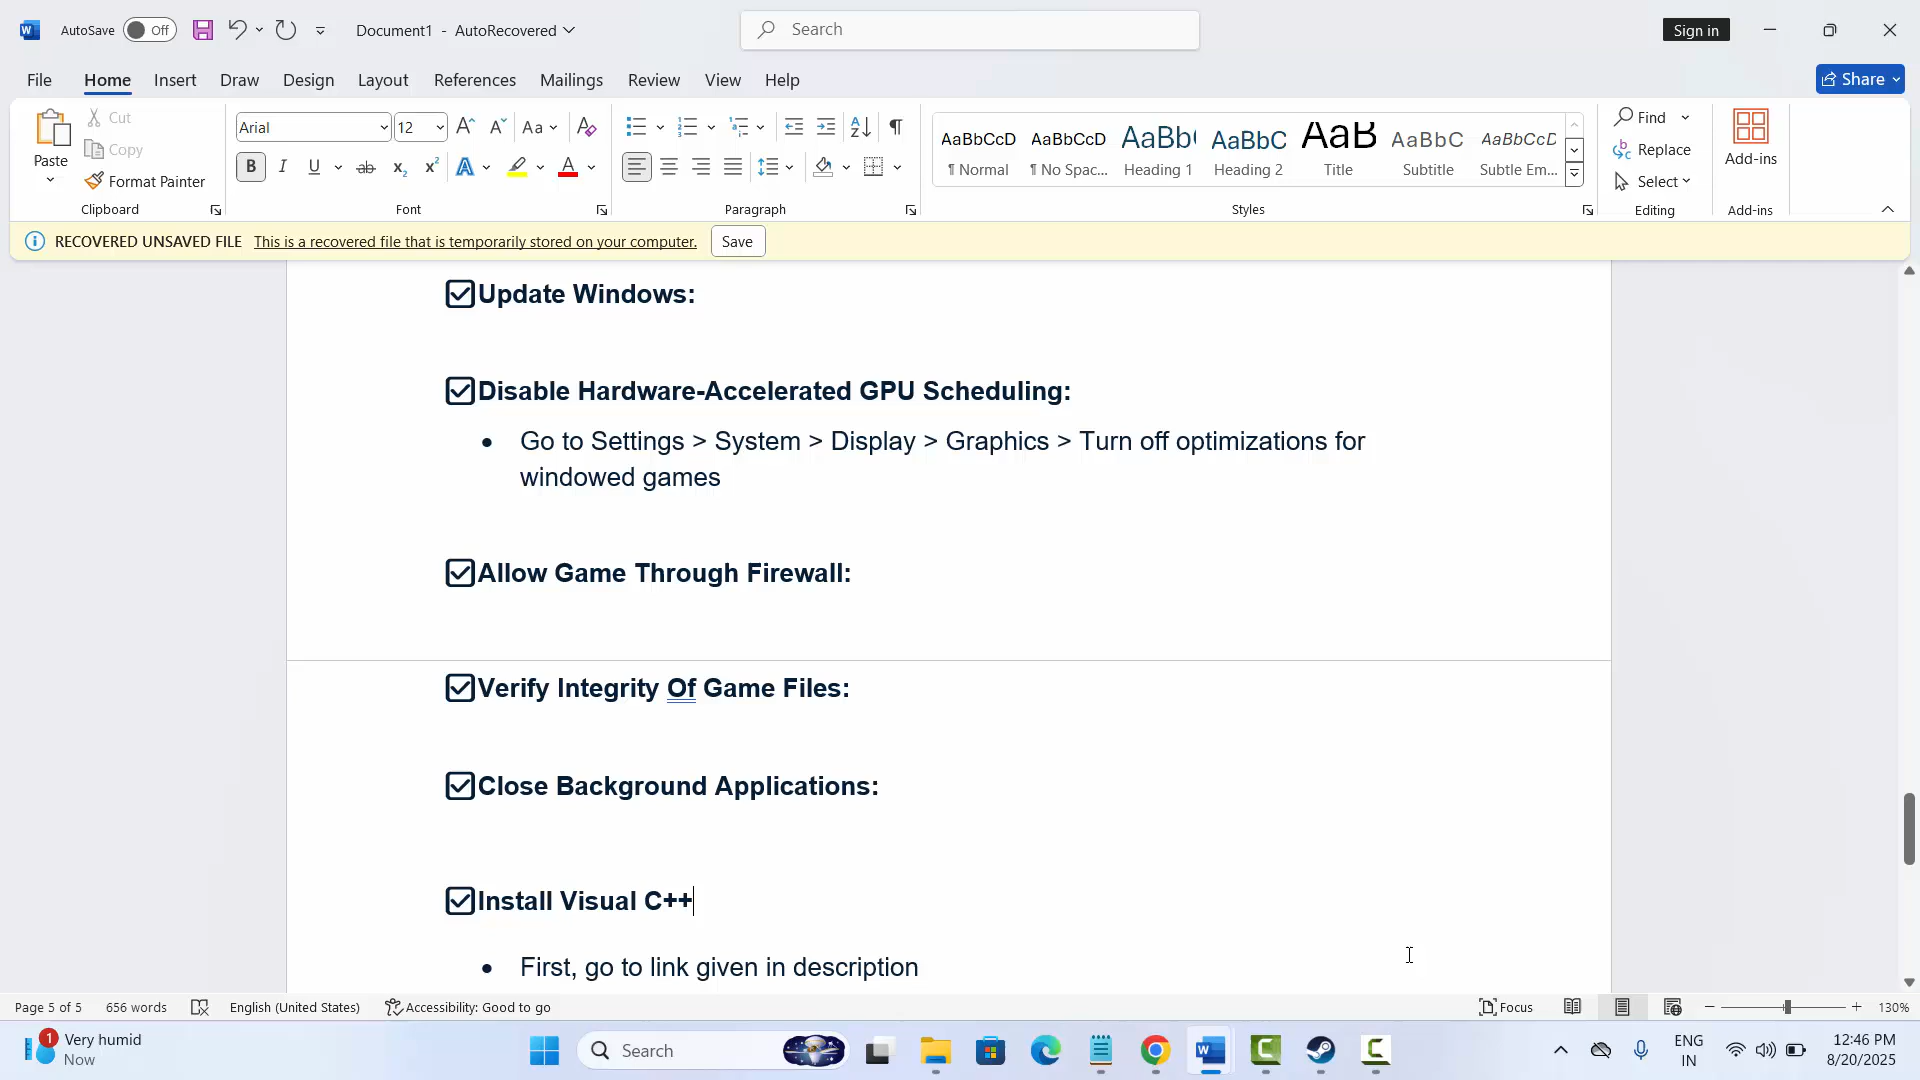 AutoSave Off Document1 - AutoRecovered Search Sign in
File Home Insert Draw Design Layout References Mailings Review View Help Share
Paste Cut Copy Format Painter
Arial 12 Aa
B I U ab x₂ x² A A
AaBbCcD AaBbCcD AaBb( AaBbC AaB AaBbC AaBbCcD
¶ Normal ¶ No Spac... Heading 1 Heading 2 Title Subtitle Subtle Em...
Find Replace Select
Add-ins
Clipboard Font Paragraph Styles Editing Add-ins
RECOVERED UNSAVED FILE This is a recovered file that is temporarily stored on your computer. Save
Update Windows:
Disable Hardware-Accelerated GPU Scheduling:
• Go to Settings > System > Display > Graphics > Turn off optimizations for
windowed games
Allow Game Through Firewall:
Verify Integrity Of Game Files:
Close Background Applications:
Install Visual C++
• First, go to link given in description
Page 5 of 5 656 words English (United States) Accessibility: Good to go Focus 130%
1 Very humid
Now
Search
ENG
IN
12:46 PM
8/20/2025